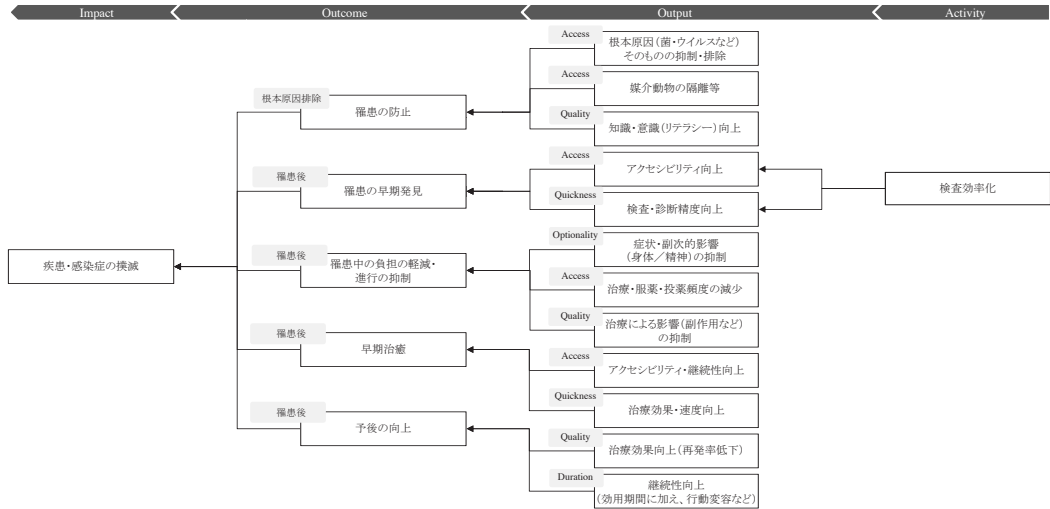 Impact
Outcome
Output
Activity
疾患・感染症の撲滅
根本原因排除
罹患の防止
罹患後
罹患の早期発見
罹患後
罹患中の負担の軽減・
進行の抑制
罹患後
早期治癒
罹患後
予後の向上
Access
根本原因(菌・ウイルスなど)
そのものの抑制・排除
Access
媒介動物の隔離等
Quality
知識・意識(リテラシー)向上
Access
アクセシビリティ向上
Quickness
検査・診断精度向上
Optionality
症状・副次的影響
(身体/精神)の抑制
Access
治療・服薬・投薬頻度の減少
Quality
治療による影響(副作用など)
の抑制
Access
アクセシビリティ・継続性向上
Quickness
治療効果・速度向上
Quality
治療効果向上(再発率低下)
Duration
継続性向上
(効用期間に加え、行動変容など)
検査効率化